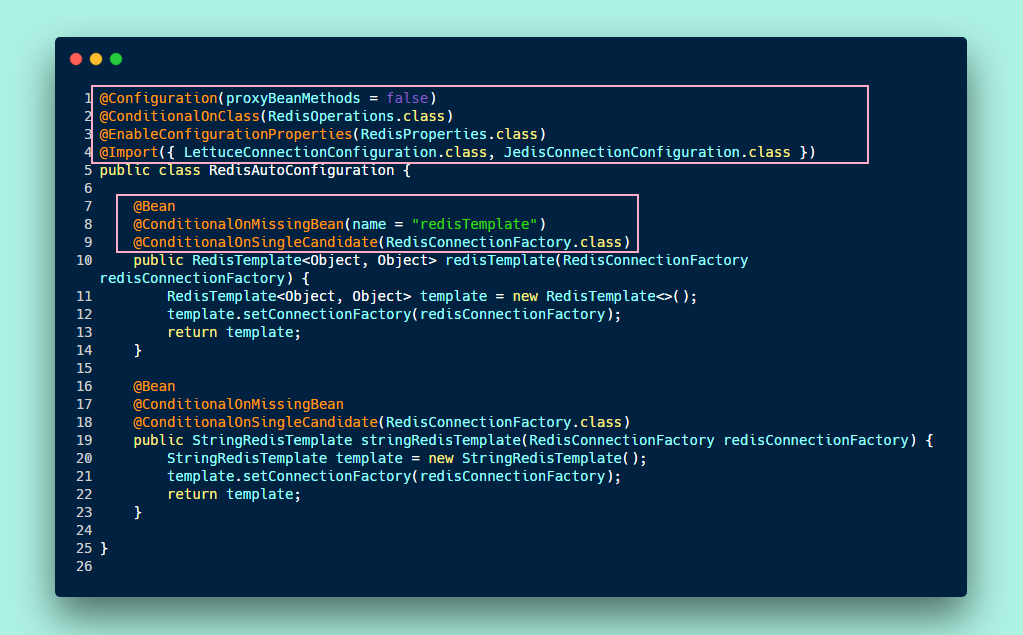 1 @Configuration(proxyBeanMethods = false)
2 @ConditionalOnClass(RedisOperations.class)
3 @EnableConfigurationProperties(RedisProperties.class)
4 @Import({ LettuceConnectionConfiguration.class, JedisConnectionConfiguration.class })
5 public class RedisAutoConfiguration {
6
7     @Bean
8     @ConditionalOnMissingBean(name = "redisTemplate")
9     @ConditionalOnSingleCandidate(RedisConnectionFactory.class)
10     public RedisTemplate<Object, Object> redisTemplate(RedisConnectionFactory
redisConnectionFactory) {
11         RedisTemplate<Object, Object> template = new RedisTemplate<>();
12         template.setConnectionFactory(redisConnectionFactory);
13         return template;
14     }
15
16     @Bean
17     @ConditionalOnMissingBean
18     @ConditionalOnSingleCandidate(RedisConnectionFactory.class)
19     public StringRedisTemplate stringRedisTemplate(RedisConnectionFactory redisConnectionFactory) {
20         StringRedisTemplate template = new StringRedisTemplate();
21         template.setConnectionFactory(redisConnectionFactory);
22         return template;
23     }
24
25 }
26